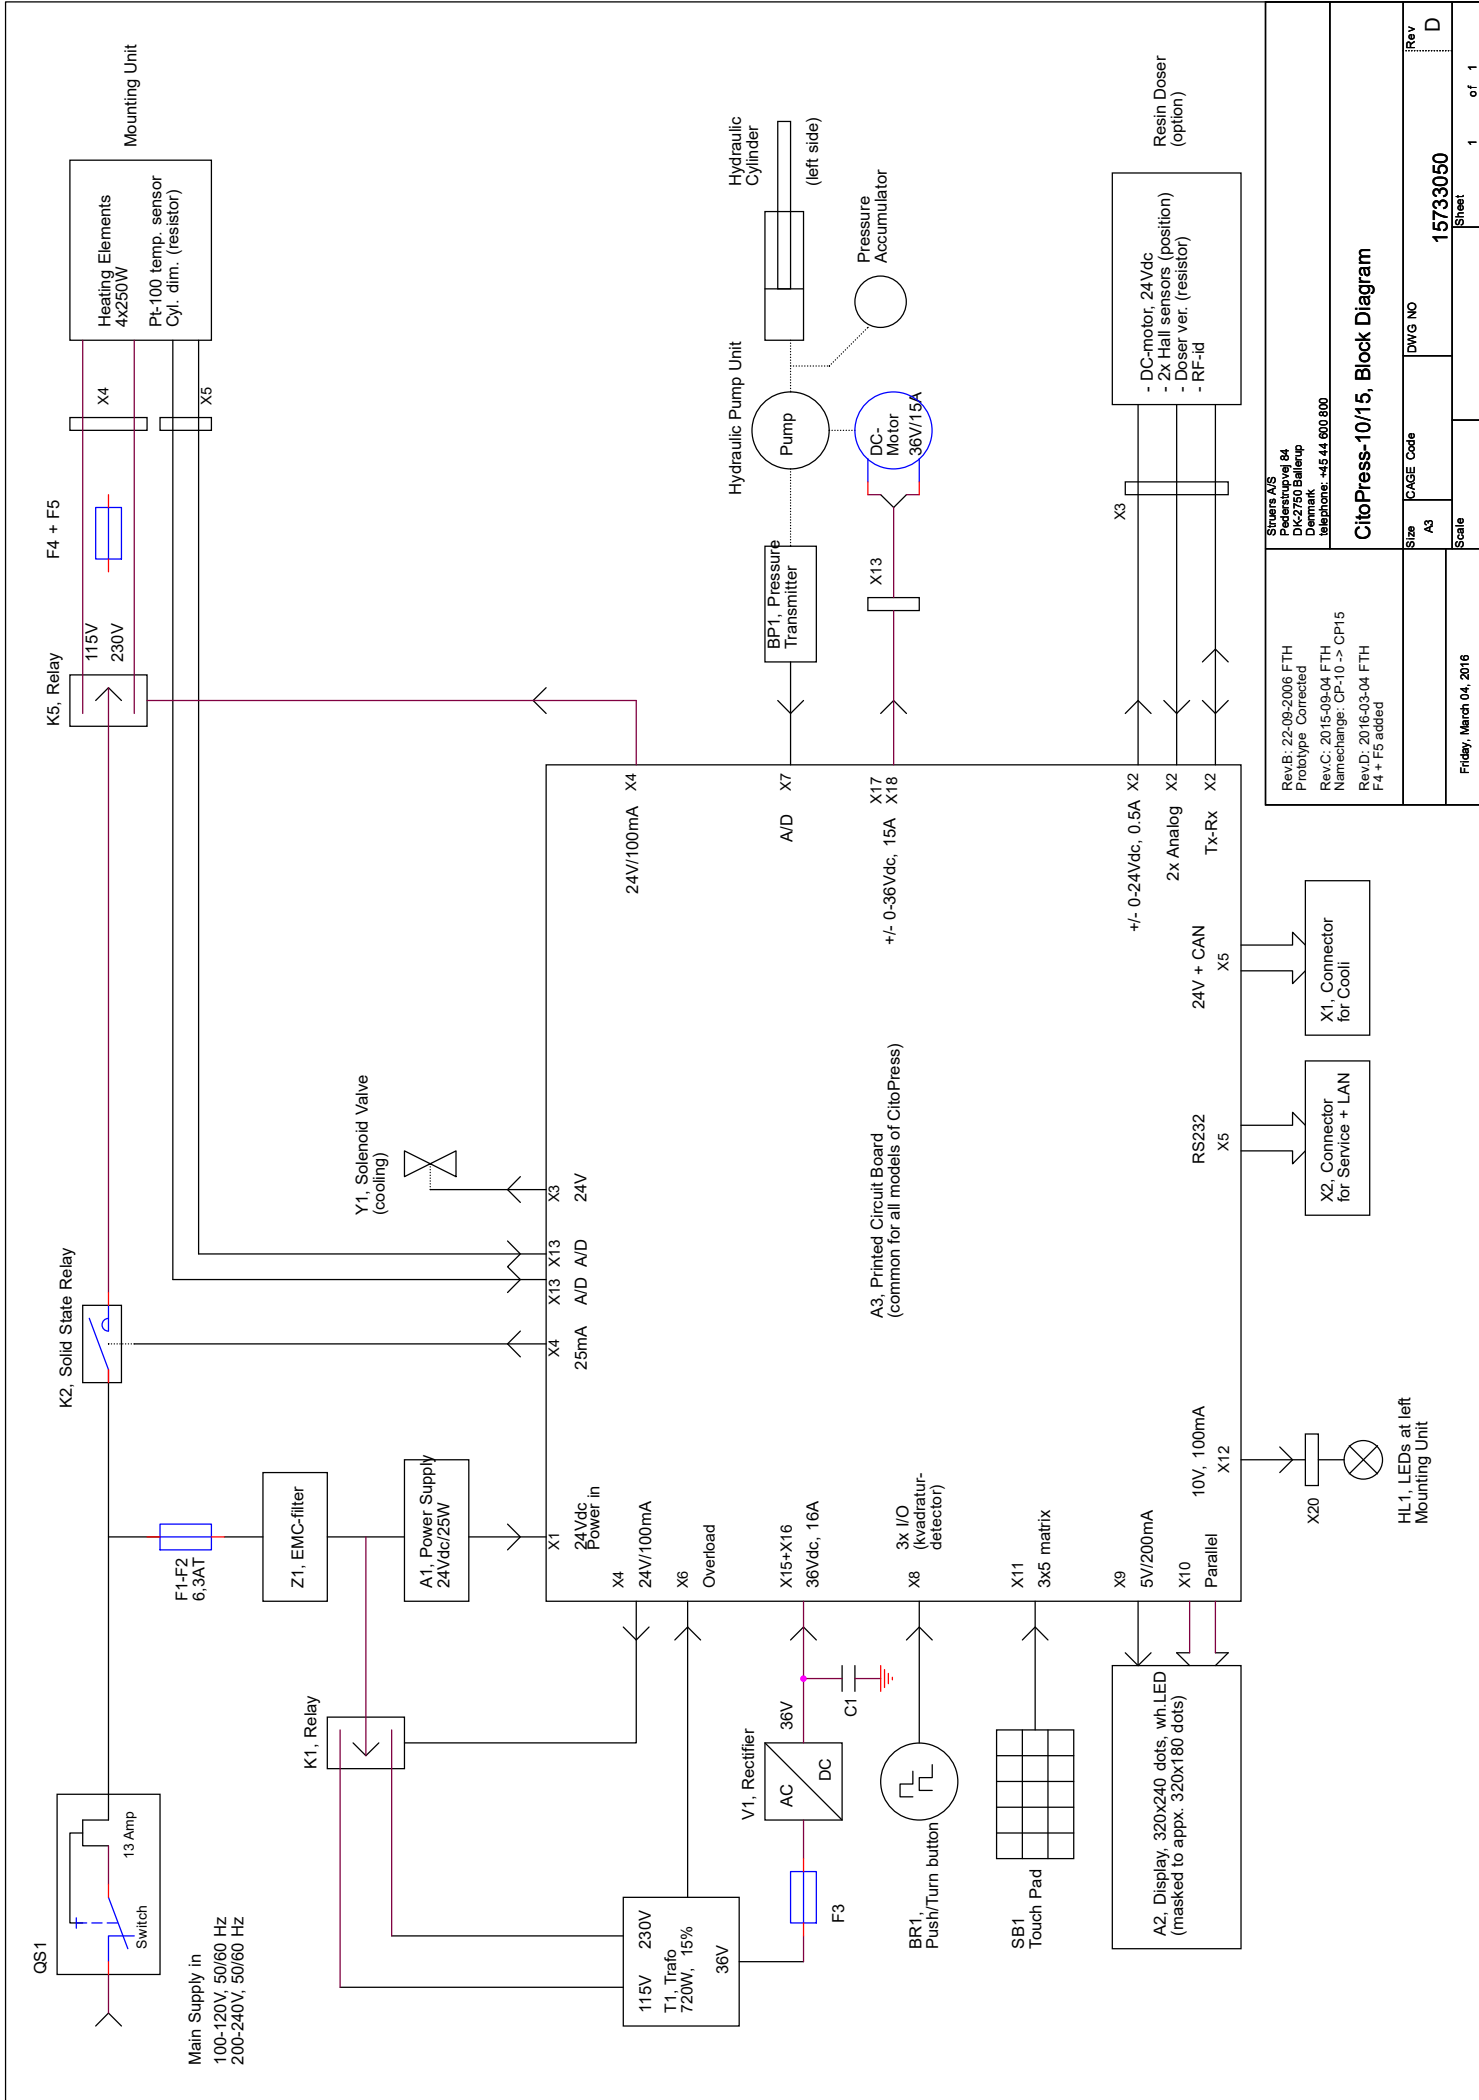 QS1
Switch
13 Amp
Main Supply in
100-120V, 50/60 Hz
200-240V, 50/60 Hz
K2, Solid State Relay
K5, Relay
115V
230V
F4 + F5
X4
X5
Heating Elements
4x250W
Pt-100 temp. sensor
Cyl. dim. (resistor)
Mounting Unit
F1-F2
6,3AT
Z1, EMC-filter
A1, Power Supply
24Vdc/25W
K1, Relay
Y1, Solenoid Valve
(cooling)
X1
24Vdc
Power in
X4
25mA
X13
A/D
X13
A/D
X3
24V
115V
230V
T1, Trafo
720W, 15%
36V
F3
V1, Rectifier
AC
DC
36V
C1
X4
24V/100mA
X6
Overload
X15+X16
36Vdc, 16A
BR1,
Push/Turn button
X8
3x I/O
(kvadratur-
detector)
SB1
Touch Pad
X11
3x5 matrix
A2, Display, 320x240 dots, wh.LED
(masked to appx. 320x180 dots)
X9
5V/200mA
X10
Parallel
A3, Printed Circuit Board
(common for all models of CitoPress)
24V/100mA
X4
A/D
X7
+/- 0-36Vdc, 15A
X17
X18
+/- 0-24Vdc, 0.5A
X2
2x Analog
X2
Tx-Rx
X2
BP1, Pressure
Transmitter
Hydraulic Pump Unit
Pump
DC-
Motor
36V/15A
X13
Hydraulic
Cylinder
(left side)
Pressure
Accumulator
X3
- DC-motor, 24Vdc
- 2x Hall sensors (position)
- Doser ver. (resistor)
- RF-id
Resin Doser
(option)
10V, 100mA
X12
X20
HL1, LEDs at left
Mounting Unit
RS232
X5
X2, Connector
for Service + LAN
24V + CAN
X5
X1, Connector
for Cooli
Rev.B: 22-09-2006 FTH
Prototype Corrected
Rev.C: 2015-09-04 FTH
Namechange: CP-10 -> CP15
Rev.D: 2016-03-04 FTH
F4 + F5 added
Struers A/S
Pederstrupvej 84
DK-2750 Ballerup
Denmark
telephone: +45 44 600 800
CitoPress-10/15, Block Diagram
Size
A3
CAGE Code
DWG NO
15733050
Rev
D
Friday, March 04, 2016
Scale
Sheet
1 of 1